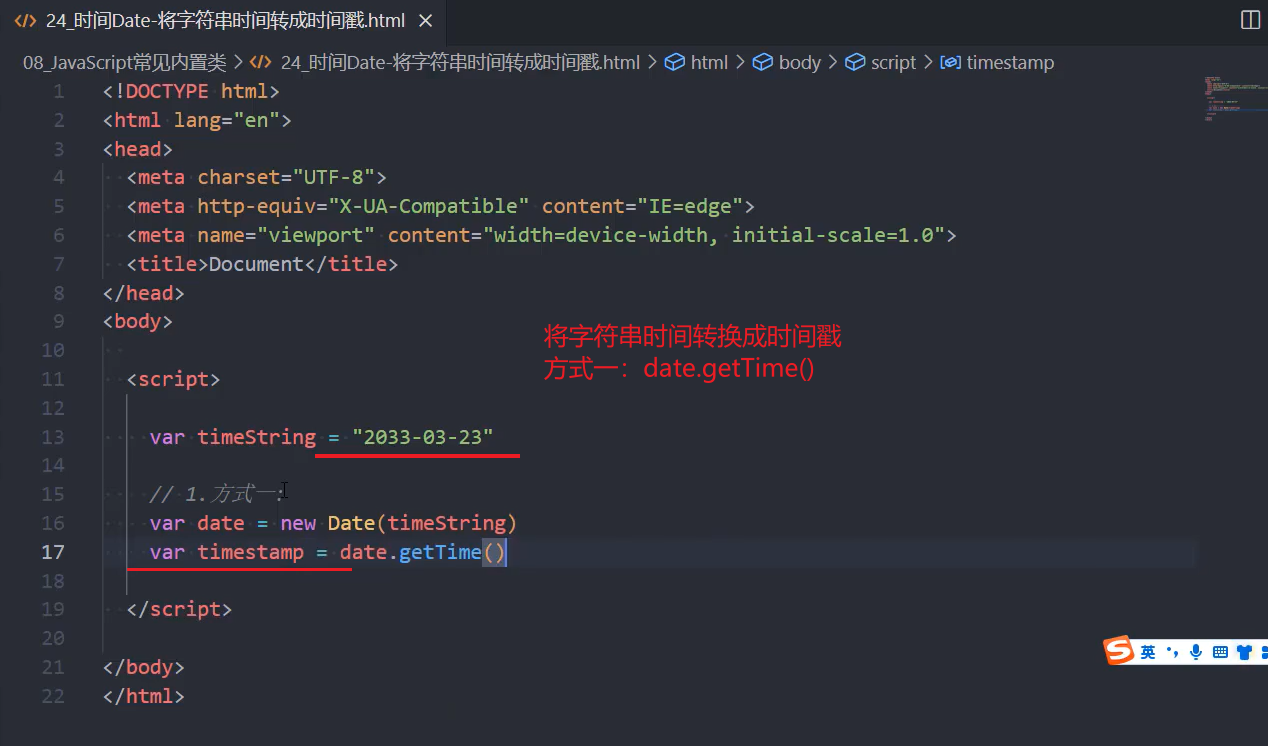 24_时间Date-将字符串时间转成时间戳.html
08_JavaScript常见内置类 > 24_时间Date-将字符串时间转成时间戳.html > html > body > script > timestamp
1 <!DOCTYPE html>
2 <html lang="en">
3 <head>
4 <meta charset="UTF-8">
5 <meta http-equiv="X-UA-Compatible" content="IE=edge">
6 <meta name="viewport" content="width=device-width, initial-scale=1.0">
7 <title>Document</title>
8 </head>
9 <body>
将字符串时间转换成时间戳
10
方式一：date.getTime()
11 <script>
12
13 var timeString = "2033-03-23"
14
15 // 1.方式一:
16 var date = new Date(timeString)
17 var timestamp = date.getTime()
18
19 </script>
20
英
21 </body>
22 </html>